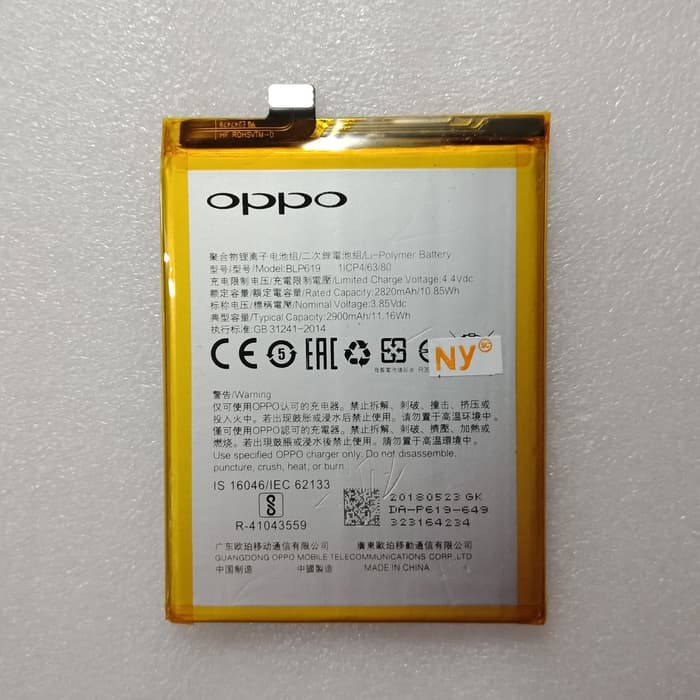 E247479
HF ROHSVTM-0
oppo
聚合物锂离子电池组/二次鋰電池組/Li-Polymer Battery
型号/型号/Model:BLP619 1ICP4/63/80
充电限制电压/充電限制電壓/Limited Charge Voltage:4.4Vdc
额定容量/額定電容量/Rated Capacity:2820mAh/10.85Wh
标称电压/標稱電壓/Nominal Voltage:3.85Vdc
典型容量/Typical Capacity:2900mAh/11.16Wh
执行标准:GB 31241-2014
CE 5 EAC
Ny
警告/Warning
仅可使用OPPO认可的充电器。禁止拆解、刺破、撞击、挤压或
投入火中。若出现鼓胀或浸水后,请勿使用。请勿置于高温环境中。
僅可使用OPPO認可的充電器。禁止拆解、刺破、擠壓、加熱或
燃燒。若出現鼓脹或浸水後禁止使用。請勿置于高溫環境中。
Use specified OPPO charger only. Do not disassemble,
puncture, crush, heat, or burn.
IS 16046/IEC 62133
R-41043559
20180523 GK
DA-P619-649
323164234
广东欧珀移动通信有限公司 廣東歐珀移動通信有限公司
GUANGDONG OPPO MOBILE TELECOMMUNICATIONS CORP.,LTD
中国制造 中國製造 MADE IN CHINA